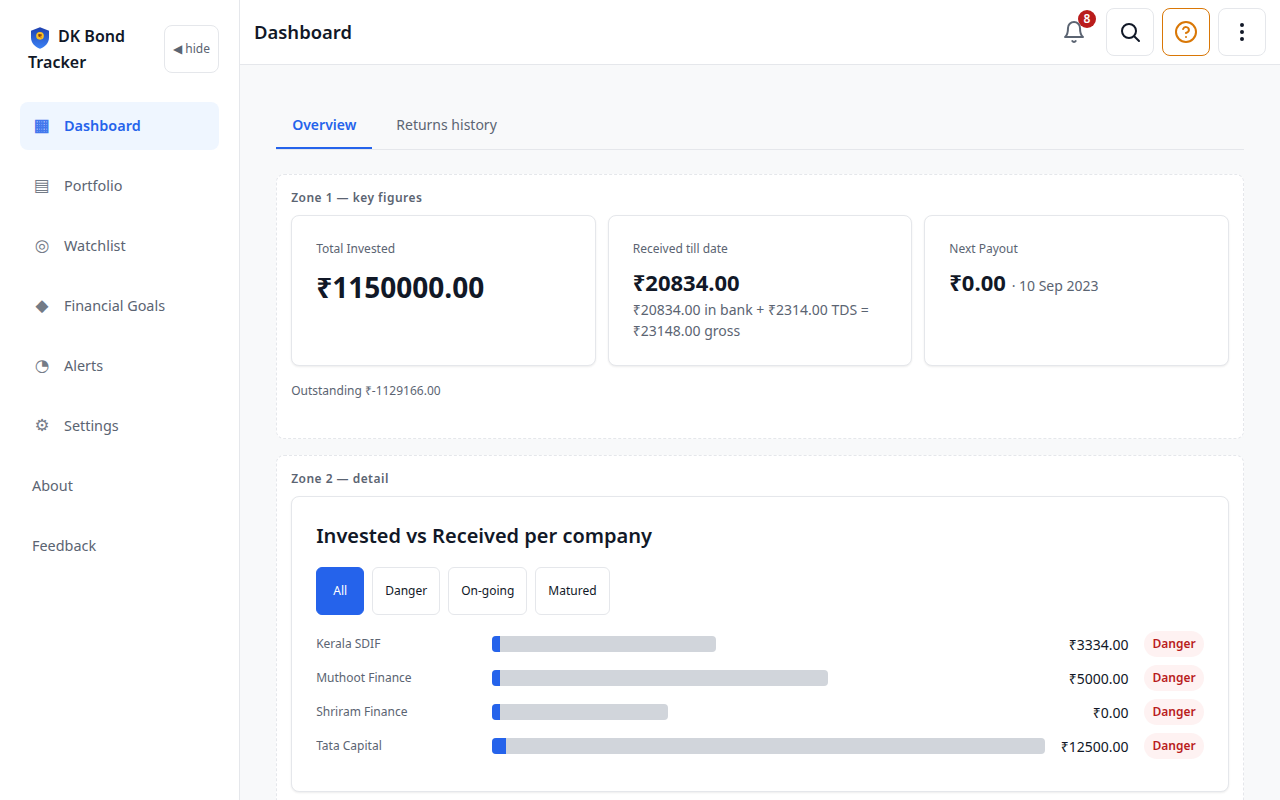 DK Bond
Tracker
◀ hide
Dashboard
Portfolio
Watchlist
Financial Goals
Alerts
Settings
About
Feedback
Dashboard
8
Overview
Returns history
Zone 1 — key figures
Total Invested
₹1150000.00
Received till date
₹20834.00
₹20834.00 in bank + ₹2314.00 TDS =
₹23148.00 gross
Next Payout
₹0.00 · 10 Sep 2023
Outstanding ₹-1129166.00
Zone 2 — detail
Invested vs Received per company
All
Danger
On-going
Matured
Kerala SDIF ₹3334.00 Danger
Muthoot Finance ₹5000.00 Danger
Shriram Finance ₹0.00 Danger
Tata Capital ₹12500.00 Danger